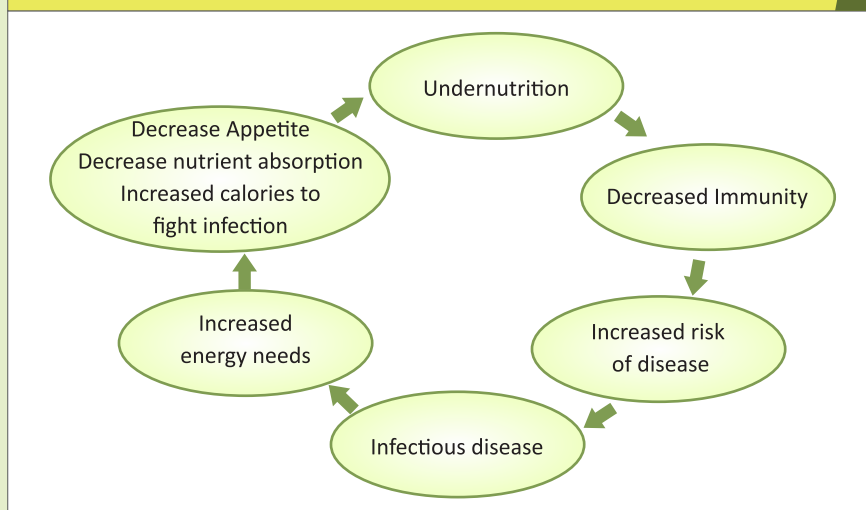 Undernutrition
Decreased Immunity
Increased risk
of disease
Infectious disease
Increased
energy needs
Decrease Appetite
Decrease nutrient absorption
Increased calories to
fight infection